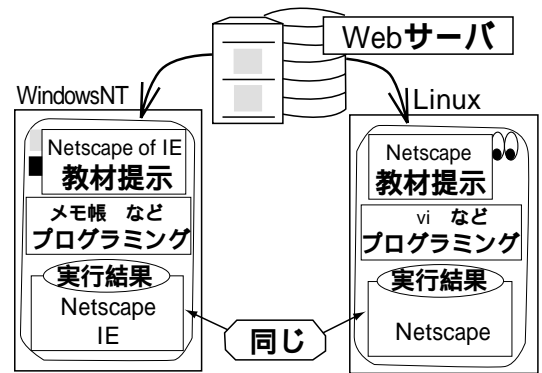 Webサーバ
WindowsNT
Netscape of IE
教材提示
メモ帳 など
プログラミング
実行結果
Netscape
IE
Linux
Netscape
教材提示
vi など
プログラミング
実行結果
Netscape
同じ